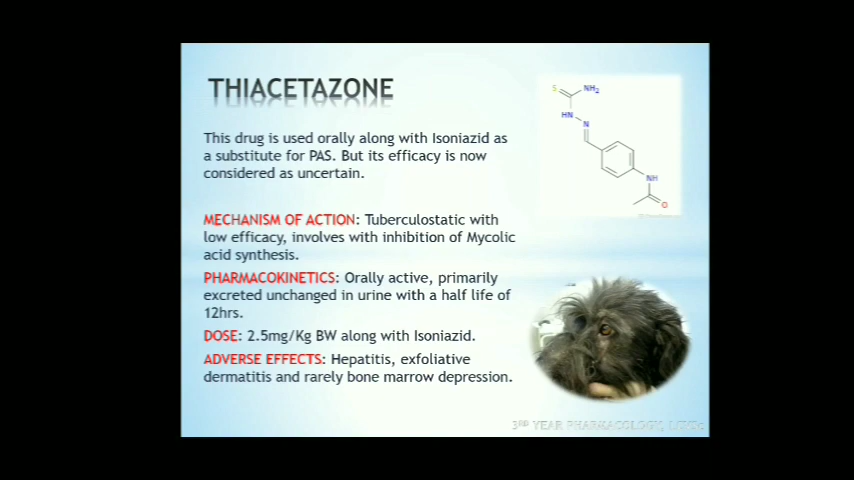 THIACETAZONE
This drug is used orally along with Isoniazid as
a substitute for PAS. But its efficacy is now
considered as uncertain.
MECHANISM OF ACTION: Tuberculostatic with
low efficacy, involves with inhibition of Mycolic
acid synthesis.
PHARMACOKINETICS: Orally active, primarily
excreted unchanged in urine with a half life of
12hrs.
DOSE: 2.5mg/Kg BW along with Isoniazid.
ADVERSE EFFECTS: Hepatitis, exfoliative
dermatitis and rarely bone marrow depression.
S
NH2
HN
N
NH
O
3RD YEAR PHARMACOLOGY,